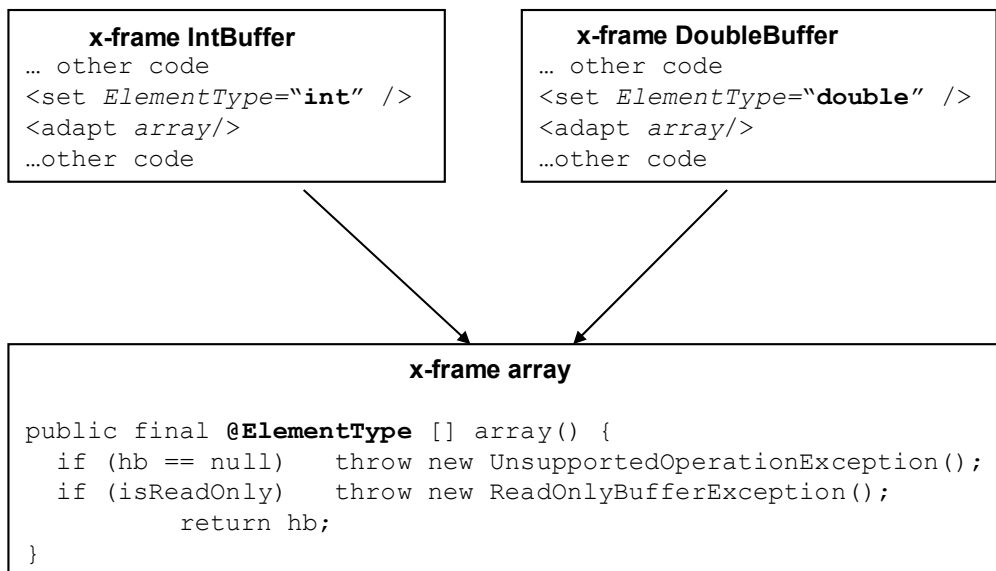 x-frame IntBuffer
… other code
<set ElementType=“int” />
<adapt array/>
…other code
x-frame DoubleBuffer
… other code
<set ElementType=“double” />
<adapt array/>
…other code
x-frame array
public final @ElementType [] array() {
if (hb == null) throw new UnsupportedOperationException();
if (isReadOnly) throw new ReadOnlyBufferException();
return hb;
}